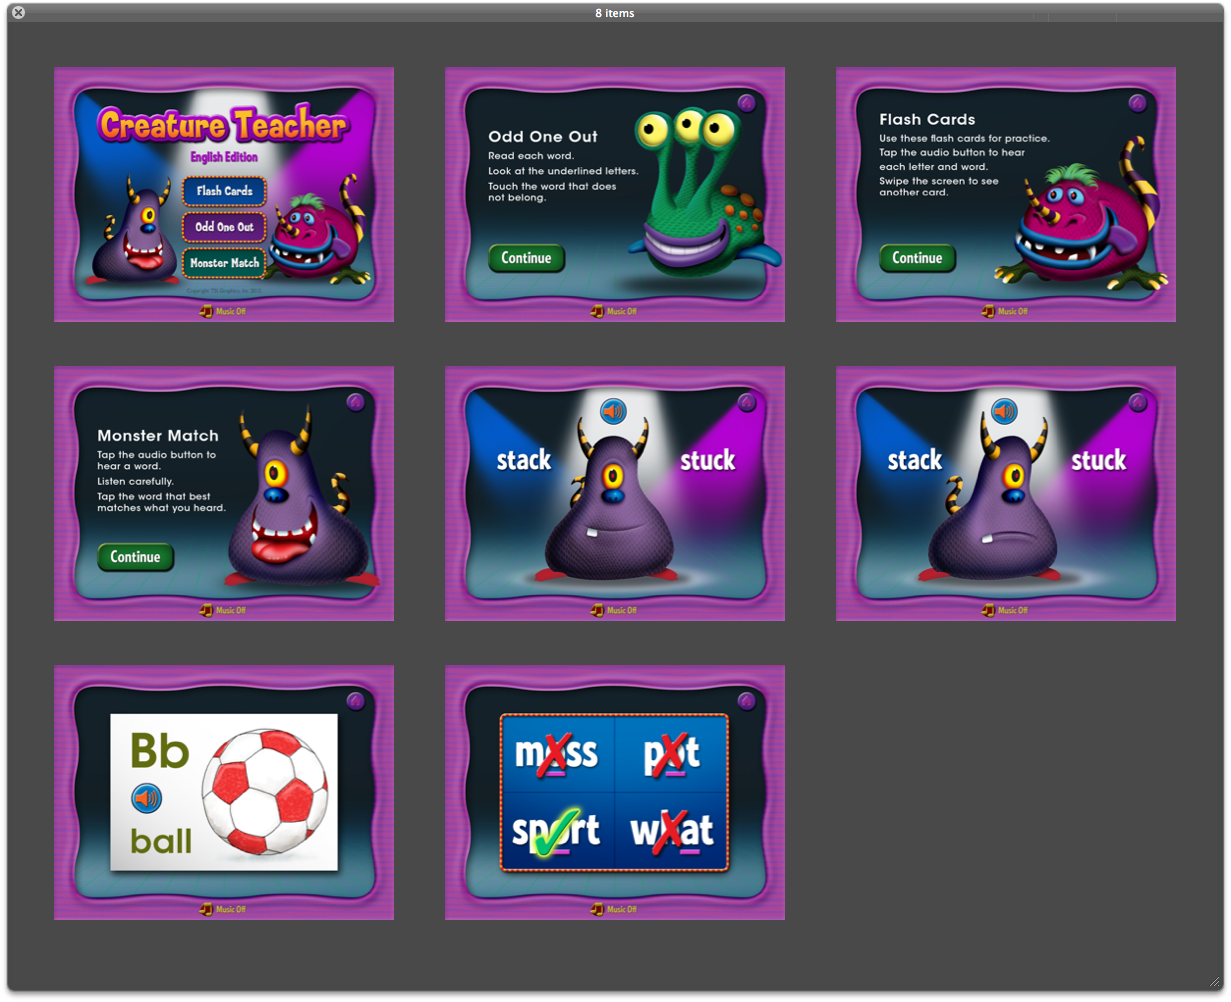 8 items
Creature Teacher
English Edition
Flash Cards
Odd One Out
Monster Match
Copyright TSI Graphics Inc 2012
Music Off
Odd One Out
Read each word.
Look at the underlined letters.
Touch the word that does
not belong.
Continue
Music Off
Flash Cards
Use these flash cards for practice.
Tap the audio button to hear
each letter and word.
Swipe the screen to see
another card.
Continue
Music Off
Monster Match
Tap the audio button to
hear a word.
Listen carefully.
Tap the word that best
matches what you heard.
Continue
Music Off
stack stuck
Music Off
stack stuck
Music Off
Bb
ball
Music Off
moss pot
sport what
Music Off